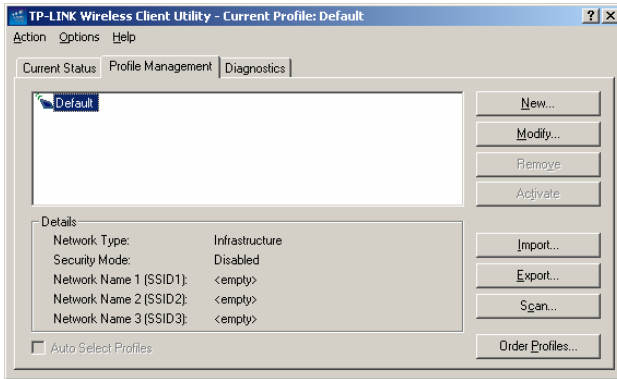 TP-LINK Wireless Client Utility - Current Profile: Default
Action Options Help
Current Status Profile Management Diagnostics
Default
New...
Modify...
Remove
Activate
Details
Network Type: Infrastructure
Security Mode: Disabled
Network Name 1 (SSID1): <empty>
Network Name 2 (SSID2): <empty>
Network Name 3 (SSID3): <empty>
Import...
Export...
Scan...
Auto Select Profiles
Order Profiles...